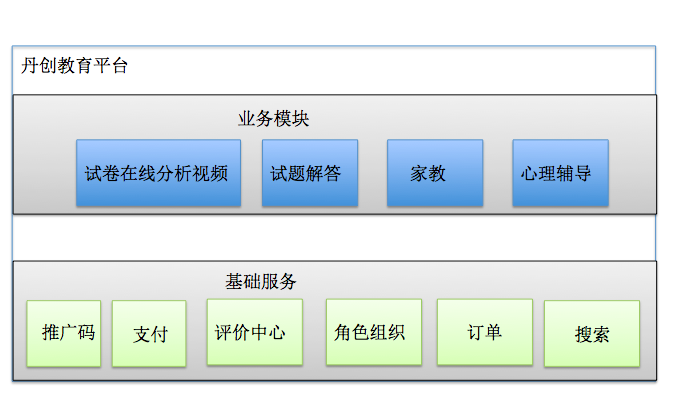 丹创教育平台
业务模块
试卷在线分析视频
试题解答
家教
心理辅导
基础服务
推广码
支付
评价中心
角色组织
订单
搜索